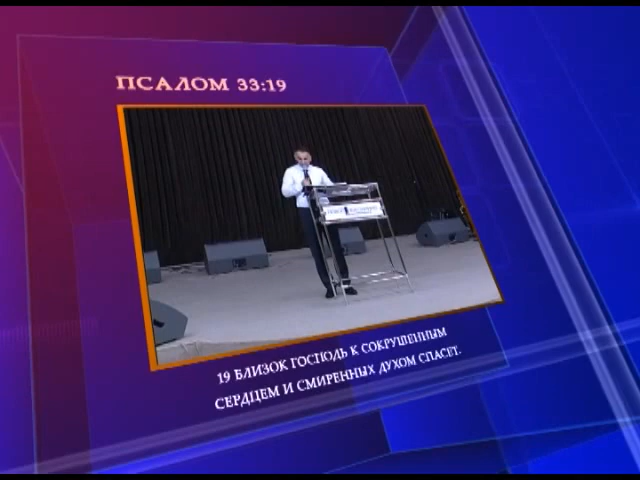 ПСАЛОМ 33:19
19 БЛИЗОК ГОСПОДЬ К СОКРУШЕННЫМ
СЕРДЦЕМ И СМИРЕННЫХ ДУХОМ СПАСЕТ.